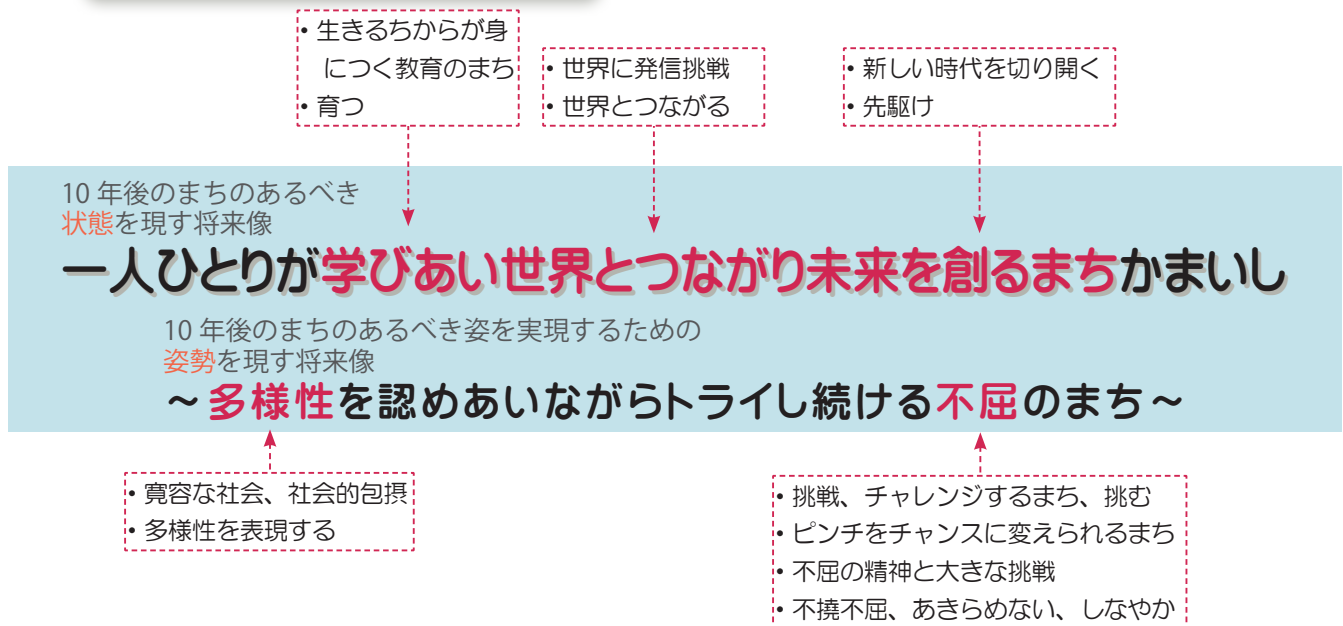 ・生きるちからが身
につく教育のまち
・育つ
・世界に発信挑戦
・世界とつながる
・新しい時代を切り開く
・先駆け
10 年後のまちのあるべき
状態を現す将来像
一人ひとりが学びあい世界とつながり未来を創るまちかまいし
10 年後のまちのあるべき姿を実現するための
姿勢を現す将来像
～多様性を認めあいながらトライし続ける不屈のまち～
・寛容な社会、社会的包摂
・多様性を表現する
・挑戦、チャレンジするまち、挑む
・ピンチをチャンスに変えられるまち
・不屈の精神と大きな挑戦
・不撓不屈、あきらめない、しなやか